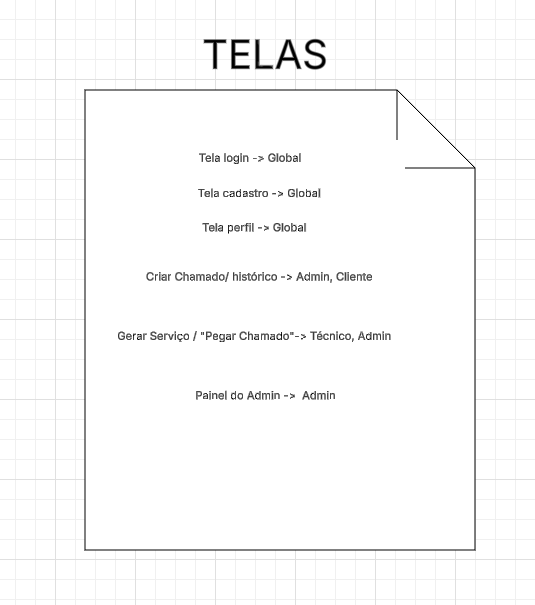 TELAS
Tela login -> Global
Tela cadastro -> Global
Tela perfil -> Global
Criar Chamado/ histórico -> Admin, Cliente
Gerar Serviço / "Pegar Chamado"-> Técnico, Admin
Painel do Admin -> Admin